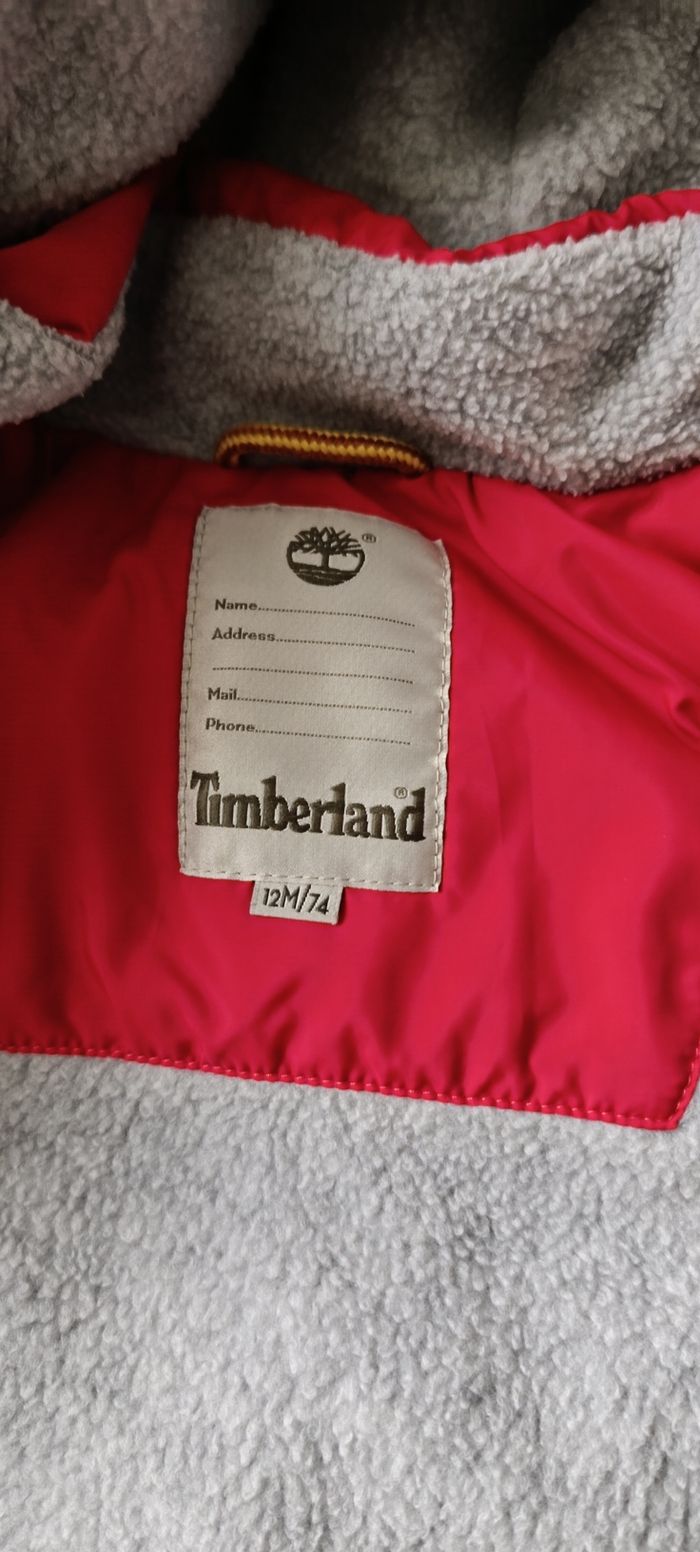 ®
Name..............................
Address..............................
..............................
Mail..............................
Phone..............................
Timberland®
12M/74